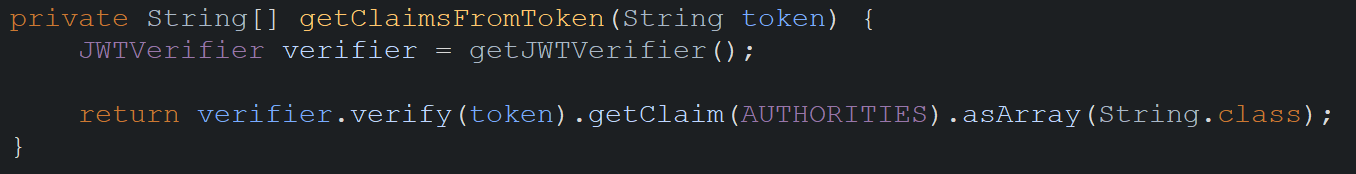 private String[] getClaimsFromToken(String token) {
    JWTVerifier verifier = getJWTVerifier();
    return verifier.verify(token).getClaim(AUTHORITIES).asArray(String.class);
}